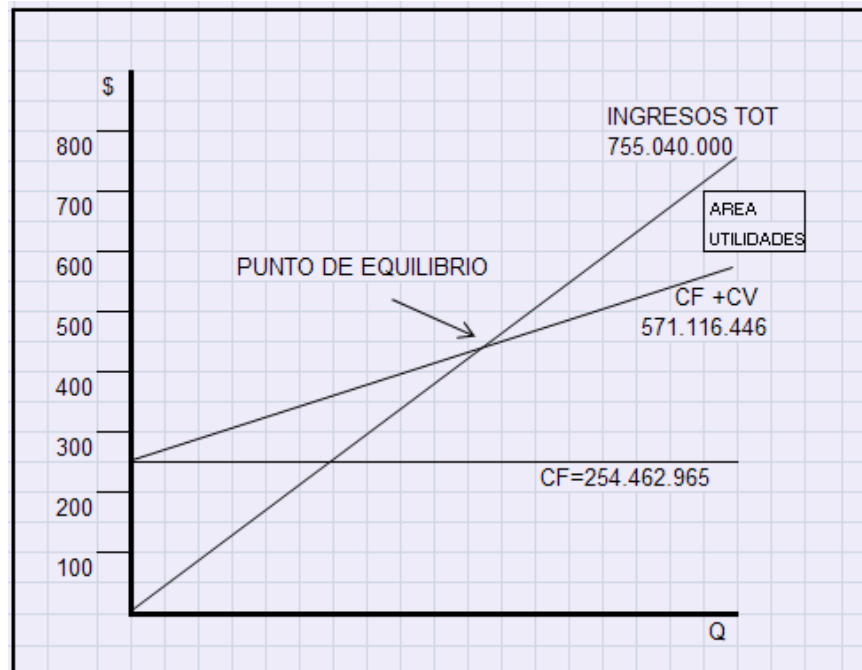 $
INGRESOS TOT
755.040.000
800
700
AREA
UTILIDADES
600
PUNTO DE EQUILIBRIO
CF +CV
571.116.446
500
400
300
CF=254.462.965
200
100
Q